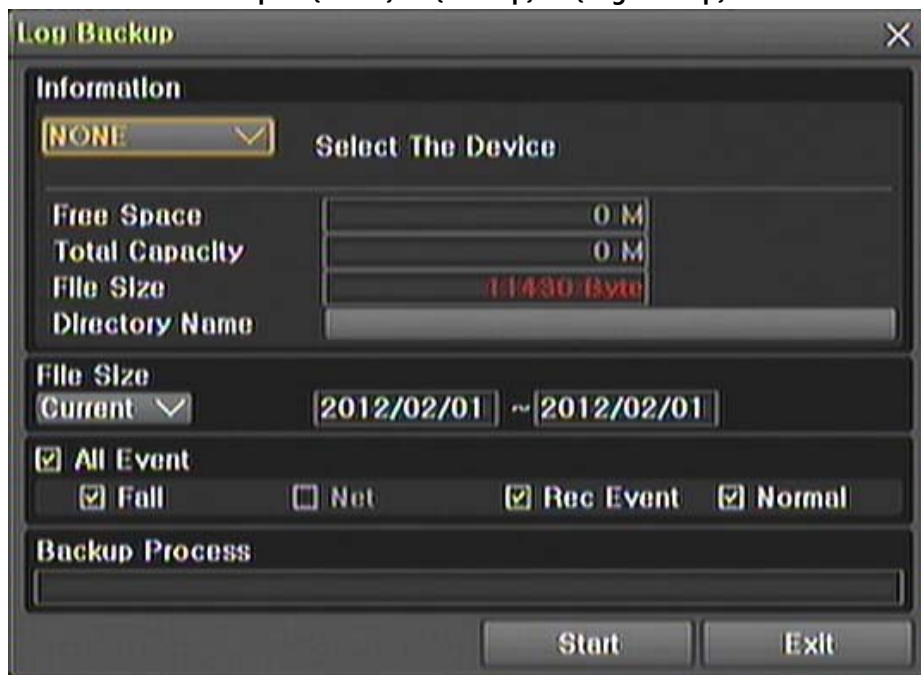 Log Backup
Information
NONE Select The Device
Free Space 0 M
Total Capacity 0 M
File Size 11430 Byte
Directory Name
File Size
Current 2012/02/01 ~ 2012/02/01
All Event
Fail Net Rec Event Normal
Backup Process
Start Exit